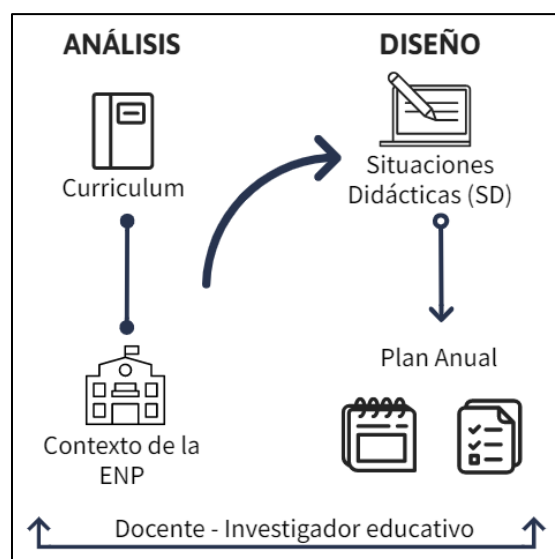 ANÁLISIS
Curriculum
Contexto de la
ENP
DISEÑO
Situaciones
Didácticas (SD)
Plan Anual
Docente - Investigador educativo